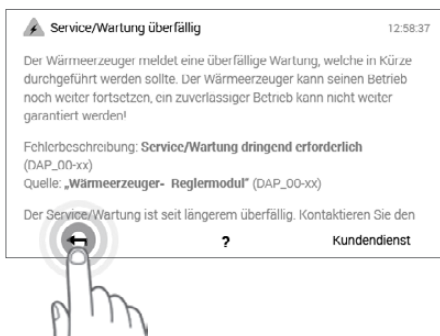 Service/Wartung überfällig 12:58:37
Der Wärmeerzeuger meldet eine überfällige Wartung, welche in Kürze
durchgeführt werden sollte. Der Wärmeerzeuger kann seinen Betrieb
noch weiter fortsetzen, ein zuverlässiger Betrieb kann nicht weiter
garantiert werden!
Fehlerbeschreibung: Service/Wartung dringend erforderlich
(DAP_00-xx)
Quelle: „Wärmeerzeuger- Reglermodul" (DAP_00-xx)
Der Service/Wartung ist seit längerem überfällig. Kontaktieren Sie den
? Kundendienst